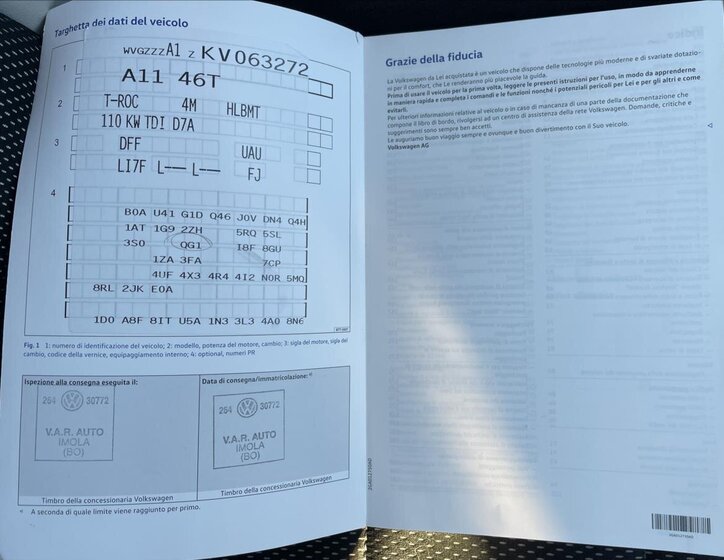 Targhetta dei dati del veicolo
WVGZZZA1 Z KV063272
1
A11 46T
2
T-ROC 4M HLBMT
110 KW TDI D7A
3
DFF UAU
LI7F L-- L-- FJ
4
B0A U41 G1D Q46 J0V DN4 Q4H
1AT 1G9 2ZH 5RQ 5SL
3S0 QG1 I8F 8GU
1ZA 3FA 7CP
4UF 4X3 4R4 4I2 N0R 5MQ
8RL 2JK E0A
1D0 A8F 8IT U5A 1N3 3L3 4A0 8N6
Fig. 1 1: numero di identificazione del veicolo; 2: modello, potenza del motore, cambio; 3: sigla del motore, sigla del
cambio, codice della vernice, equipaggiamento interno; 4: optional, numeri PR
Ispezione alla consegna eseguita il:
264 30772
V.A.R. AUTO
IMOLA
(BO)
Timbro della concessionaria Volkswagen
Data di consegna/immatricolazione: a)
264 30772
V.A.R. AUTO
IMOLA
(BO)
Timbro della concessionaria Volkswagen
a) A seconda di quale limite viene raggiunto per primo.
Grazie della fiducia
La Volkswagen da Lei acquistata è un veicolo che dispone delle tecnologie più moderne e di svariate dotazio-
ni per il comfort, che Le renderanno più piacevole la guida.
Prima di usare il veicolo per la prima volta, leggere le presenti istruzioni per l'uso, in modo da apprenderne
in maniera rapida e completa i comandi e le funzioni nonché i potenziali pericoli per Lei e per gli altri e come
evitarli.
Per ulteriori informazioni relative al veicolo o in caso di mancanza di una parte della documentazione che
compone il libro di bordo, rivolgersi ad un centro di assistenza della rete Volkswagen. Domande, critiche e
suggerimenti sono sempre ben accetti.
Le auguriamo buon viaggio sempre e ovunque e buon divertimento con il Suo veicolo.
Volkswagen AG